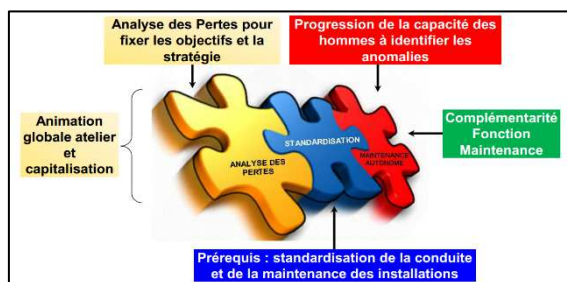 Analyse des Pertes pour
fixer les objectifs et la
stratégie
Progression de la capacité des
hommes à identifier les
anomalies
Animation
globale atelier
et
capitalisation
ANALYSE DES
PERTES
STANDARDISATION
MAINTENANCE
AUTONOME
Complémentarité
Fonction
Maintenance
Prérequis : standardisation de la conduite
et de la maintenance des installations